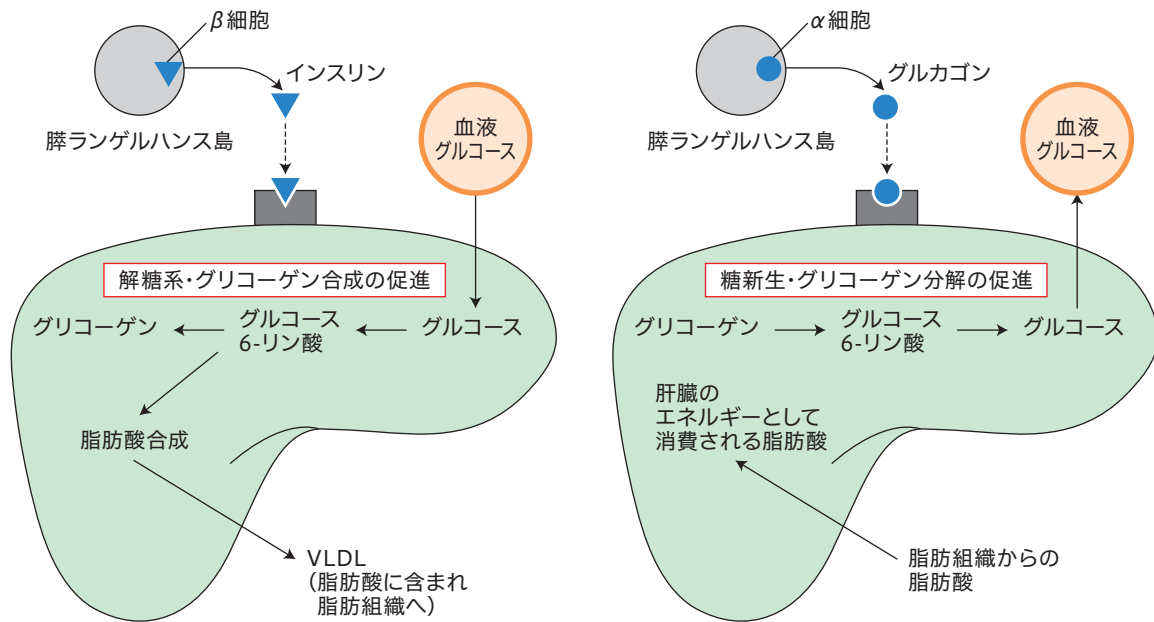 β細胞
インスリン
膵ランゲルハンス島
血液
グルコース
解糖系・グリコーゲン合成の促進
グリコーゲン
グルコース
6-リン酸
グルコース
脂肪酸合成
VLDL
（脂肪酸に含まれ
脂肪組織へ）
α細胞
グルカゴン
膵ランゲルハンス島
血液
グルコース
糖新生・グリコーゲン分解の促進
グリコーゲン
グルコース
6-リン酸
グルコース
肝臓の
エネルギーとして
消費される脂肪酸
脂肪組織からの
脂肪酸